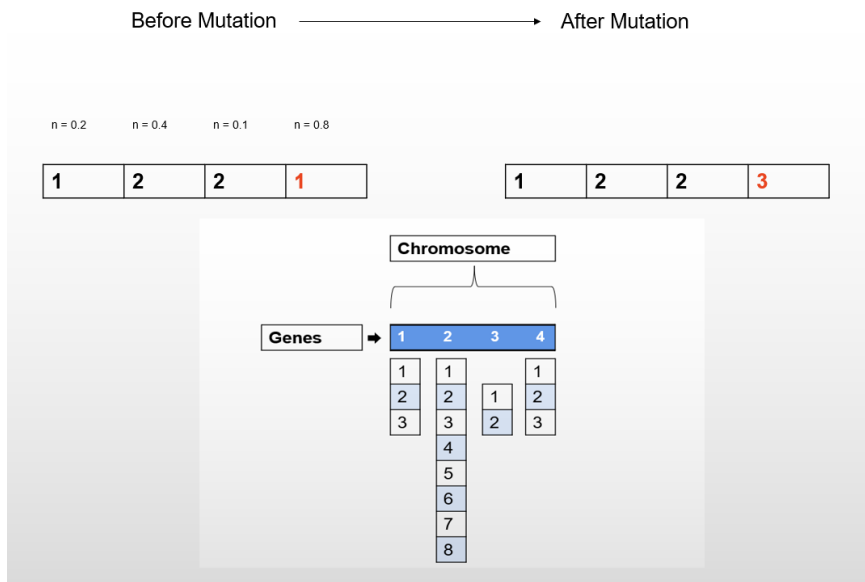 Before Mutation After Mutation
n = 0.2 n = 0.4 n = 0.1 n = 0.8
1 2 2 1 1 2 2 3
Chromosome
Genes 1 2 3 4
1 1 1
2 2 1 2
3 3 2 3
4
5
6
7
8